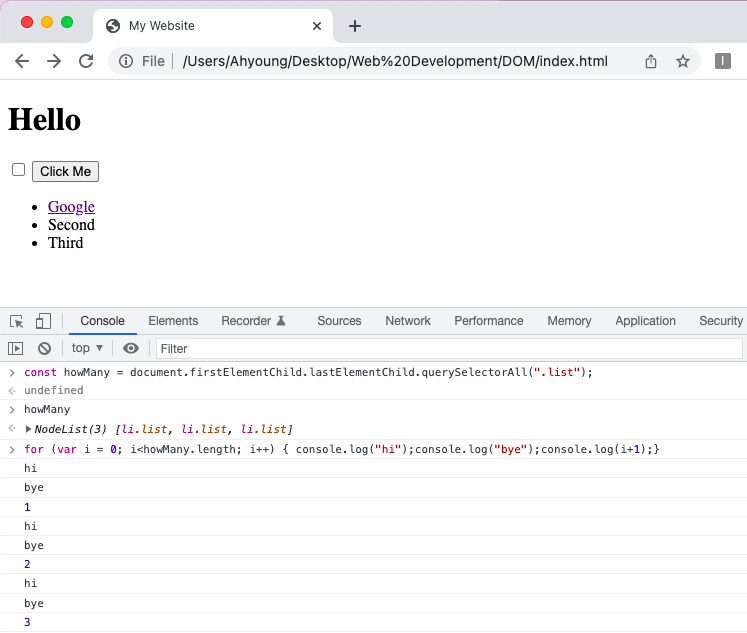 My Website
File /Users/Ahyoung/Desktop/Web%20Development/DOM/index.html I
Hello
Click Me
Google
Second
Third
Console Elements Recorder Sources Network Performance Memory Application Security
top ▼ Filter
> const howMany = document.firstElementChild.lastElementChild.querySelectorAll(".list");
undefined
> howMany
NodeList(3) [li.list, li.list, li.list]
> for (var i = 0; i<howMany.length; i++) { console.log("hi");console.log("bye");console.log(i+1);}
hi
bye
1
hi
bye
2
hi
bye
3